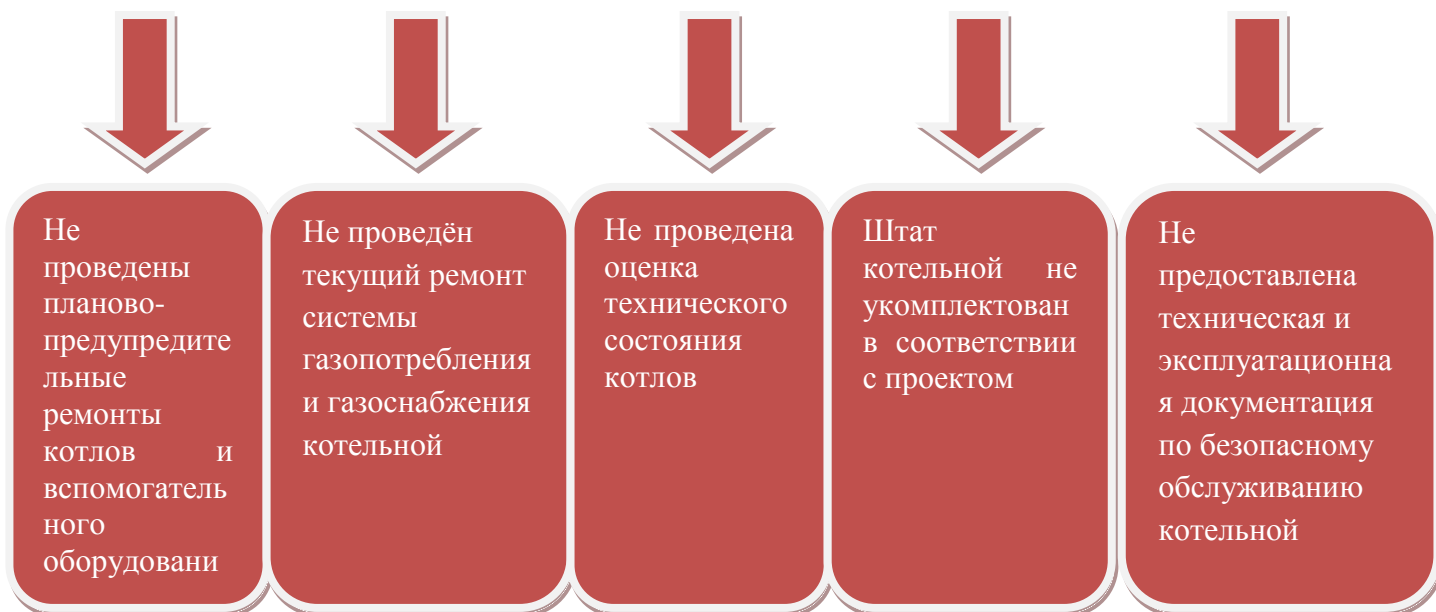 Не
проведены
планово-
предупредите
льные
ремонты
котлов и
вспомогатель
ного
оборудовани
Не проведён
текущий ремонт
системы
газопотребления
и газоснабжения
котельной
Не проведена
оценка
технического
состояния
котлов
Штат
котельной не
укомплектован
в соответствии
с проектом
Не
предоставлена
техническая и
эксплуатационна
я документация
по безопасному
обслуживанию
котельной